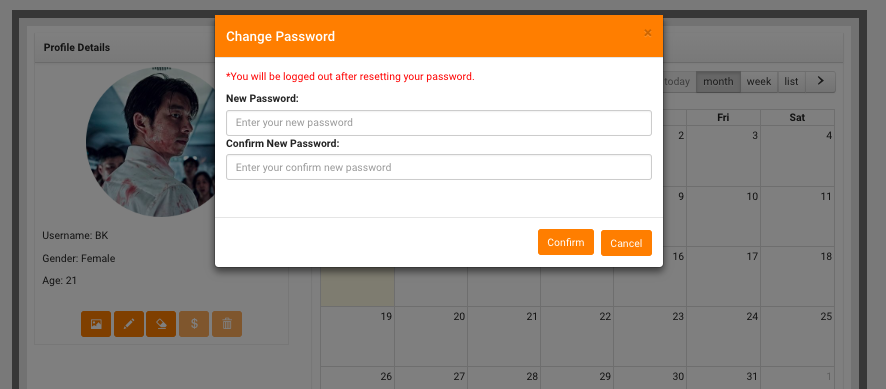 Change Password
×
*You will be logged out after resetting your password.
New Password:
Enter your new password
Confirm New Password:
Enter your confirm new password
Confirm
Cancel
Profile Details
Username: BK
Gender: Female
Age: 21
$
today month week list
Fri Sat
2 3 4
9 10 11
16 17 18
19 20 21 22 23 24 25
26 27 28 29 30 31 1